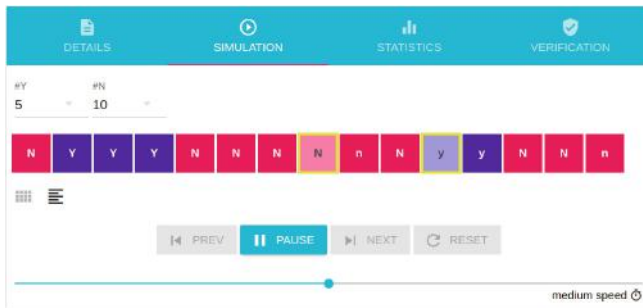 DETAILS SIMULATION STATISTICS VERIFICATION
#Y #N
5 10
N Y Y Y N N N N n N y y N N n
PREV PAUSE NEXT RESET
medium speed